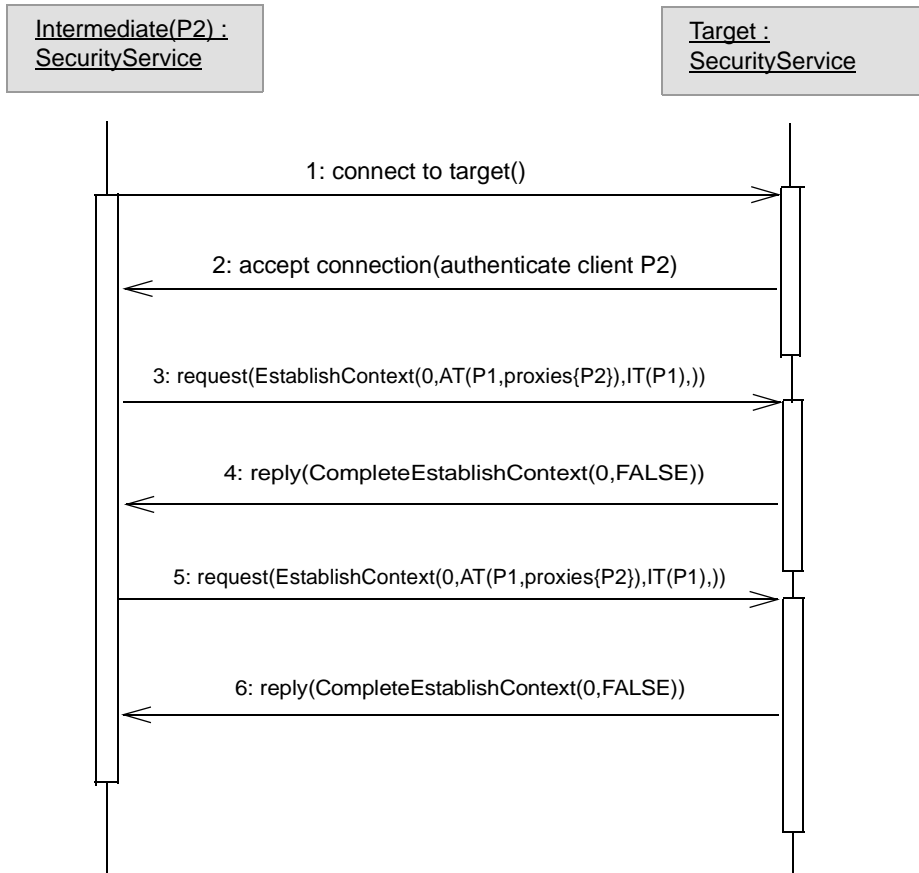 Intermediate(P2) :
SecurityService
Target :
SecurityService
1: connect to target()
2: accept connection(authenticate client P2)
3: request(EstablishContext(0,AT(P1,proxies{P2}),IT(P1),))
4: reply(CompleteEstablishContext(0,FALSE))
5: request(EstablishContext(0,AT(P1,proxies{P2}),IT(P1),))
6: reply(CompleteEstablishContext(0,FALSE))